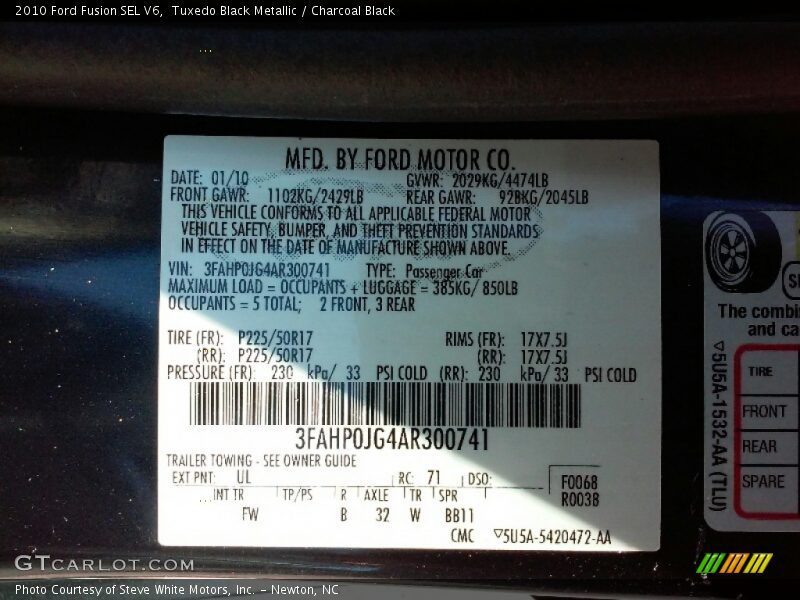 2010 Ford Fusion SEL V6, Tuxedo Black Metallic / Charcoal Black
MFD. BY FORD MOTOR CO.
DATE: 01/10 GVWR: 2029KG/4474LB
FRONT GAWR: 1102KG/2429LB REAR GAWR: 928KG/2045LB
THIS VEHICLE CONFORMS TO ALL APPLICABLE FEDERAL MOTOR
VEHICLE SAFETY, BUMPER, AND THEFT PREVENTION STANDARDS
IN EFFECT ON THE DATE OF MANUFACTURE SHOWN ABOVE.
VIN: 3FAHP0JG4AR300741 TYPE: Passenger Car
MAXIMUM LOAD = OCCUPANTS + LUGGAGE = 385KG/ 850LB
OCCUPANTS = 5 TOTAL; 2 FRONT, 3 REAR
TIRE (FR): P225/50R17 RIMS (FR): 17X7.5J
(RR): P225/50R17 (RR): 17X7.5J
PRESSURE (FR): 230 kPa/ 33 PSI COLD (RR): 230 kPa/ 33 PSI COLD
3FAHP0JG4AR300741
TRAILER TOWING - SEE OWNER GUIDE
EXT PNT: UL RC: 71 DSO: F0068
R0038
INT TR TP/PS R AXLE TR SPR
FW B 32 W BB11
CMC ▽5U5A-5420472-AA
The combi
and ca
TIRE
FRONT
REAR
SPARE
▽5U5A-1532-AA (TLU)
GTCARLOT.COM
Photo Courtesy of Steve White Motors, Inc. - Newton, NC